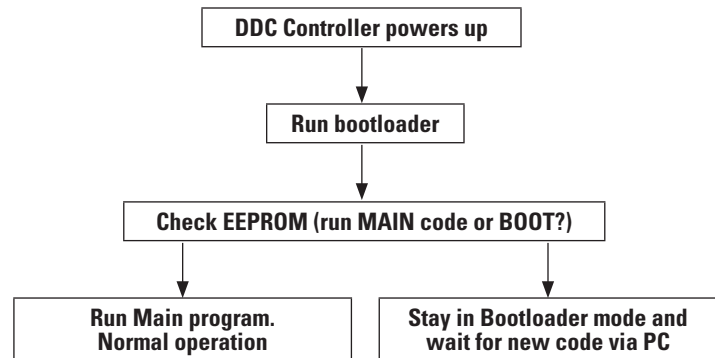 DDC Controller powers up
Run bootloader
Check EEPROM (run MAIN code or BOOT?)
Run Main program.
Normal operation
Stay in Bootloader mode and
wait for new code via PC